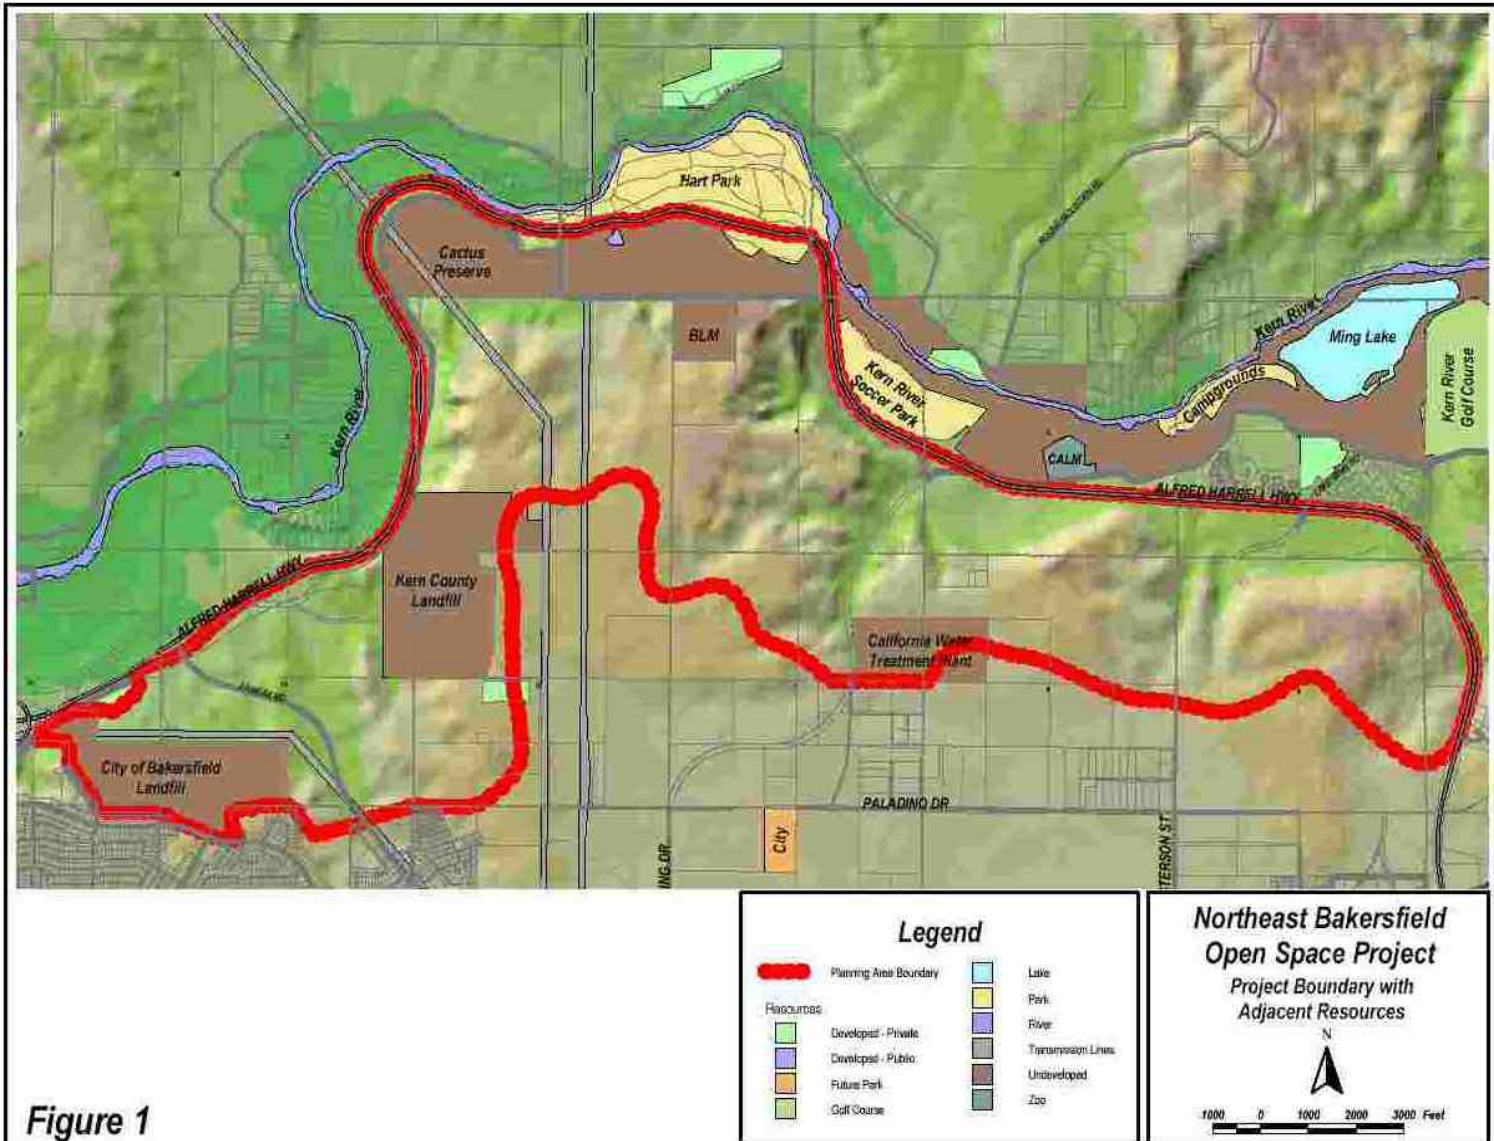 Hart Park
Cactus
Preserve
BLM
Kern River
Ming Lake
Kern River
Golf Course
Campgrounds
Kern River
Soccer Park
Kern River
CALM
ALFRED HARRELL HWY
ALFRED HARRELL HWY
Kern County
Landfill
California Water
Treatment Plant
City of Bakersfield
Landfill
PALADINO DR
City
ING DR
TERSON ST
Legend
Planning Area Boundary
Resources
Developed - Private
Developed - Public
Future Park
Golf Course
Lake
Park
River
Transmission Lines
Undeveloped
Zoo
Northeast Bakersfield
Open Space Project
Project Boundary with
Adjacent Resources
N
1000 0 1000 2000 3000 Feet
Figure 1